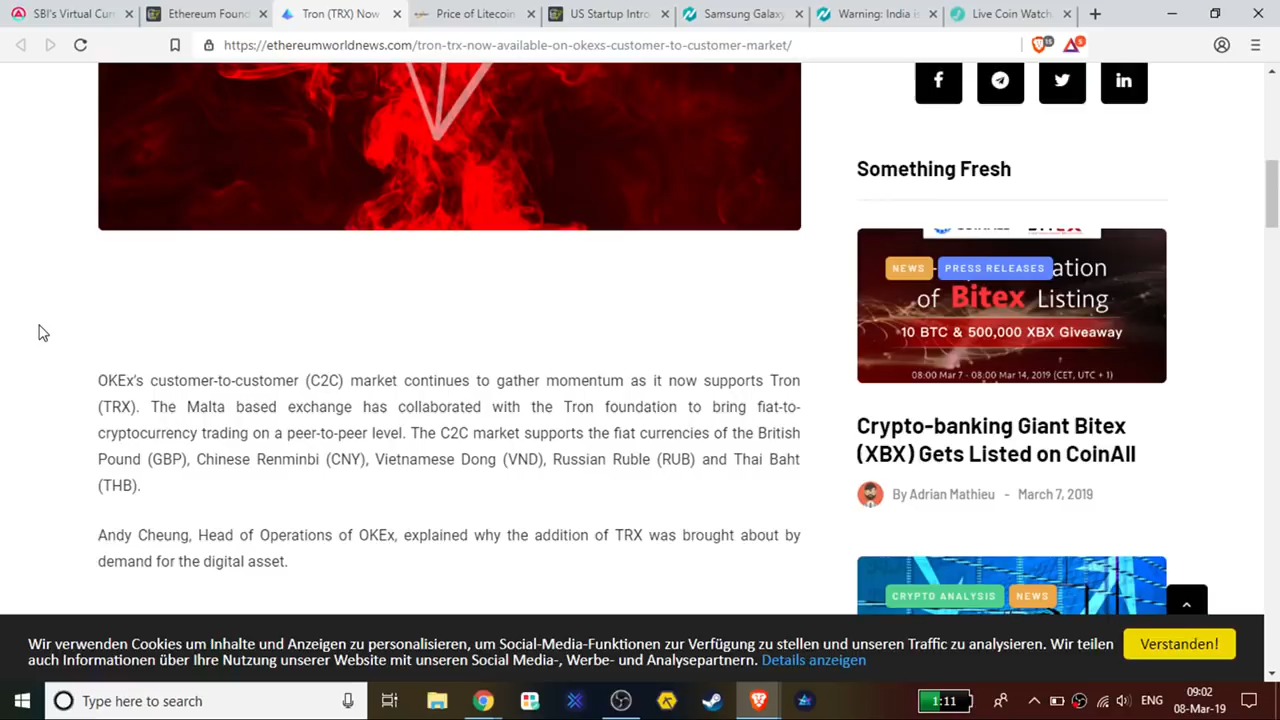 SBI's Virtual Cur
Ethereum Foun
Tron (TRX) Now
Price of Litecoin
US Startup Intro
Samsung Galaxy
Warning: India is
Live Coin Watch
https://ethereumworldnews.com/tron-trx-now-available-on-okexs-customer-to-customer-market/
Something Fresh
NEWS
PRESS RELEASES
ation
of Bitex Listing
10 BTC & 500,000 XBX Giveaway
08:00 Mar 7 - 08:00 Mar 14, 2019 (CET, UTC + 1)
OKEx's customer-to-customer (C2C) market continues to gather momentum as it now supports Tron
(TRX). The Malta based exchange has collaborated with the Tron foundation to bring fiat-to-
cryptocurrency trading on a peer-to-peer level. The C2C market supports the fiat currencies of the British
Pound (GBP), Chinese Renminbi (CNY), Vietnamese Dong (VND), Russian Ruble (RUB) and Thai Baht
(THB).
Crypto-banking Giant Bitex
(XBX) Gets Listed on CoinAll
By Adrian Mathieu - March 7, 2019
Andy Cheung, Head of Operations of OKEx, explained why the addition of TRX was brought about by
demand for the digital asset.
CRYPTO ANALYSIS
NEWS
Wir verwenden Cookies um Inhalte und Anzeigen zu personalisieren, um Social-Media-Funktionen zur Verfügung zu stellen und unseren Traffic zu analysieren. Wir teilen
auch Informationen über Ihre Nutzung unserer Website mit unseren Social Media-, Werbe- und Analysepartnern. Details anzeigen
Verstanden!
Type here to search
1:11
ENG
09:02
08-Mar-19